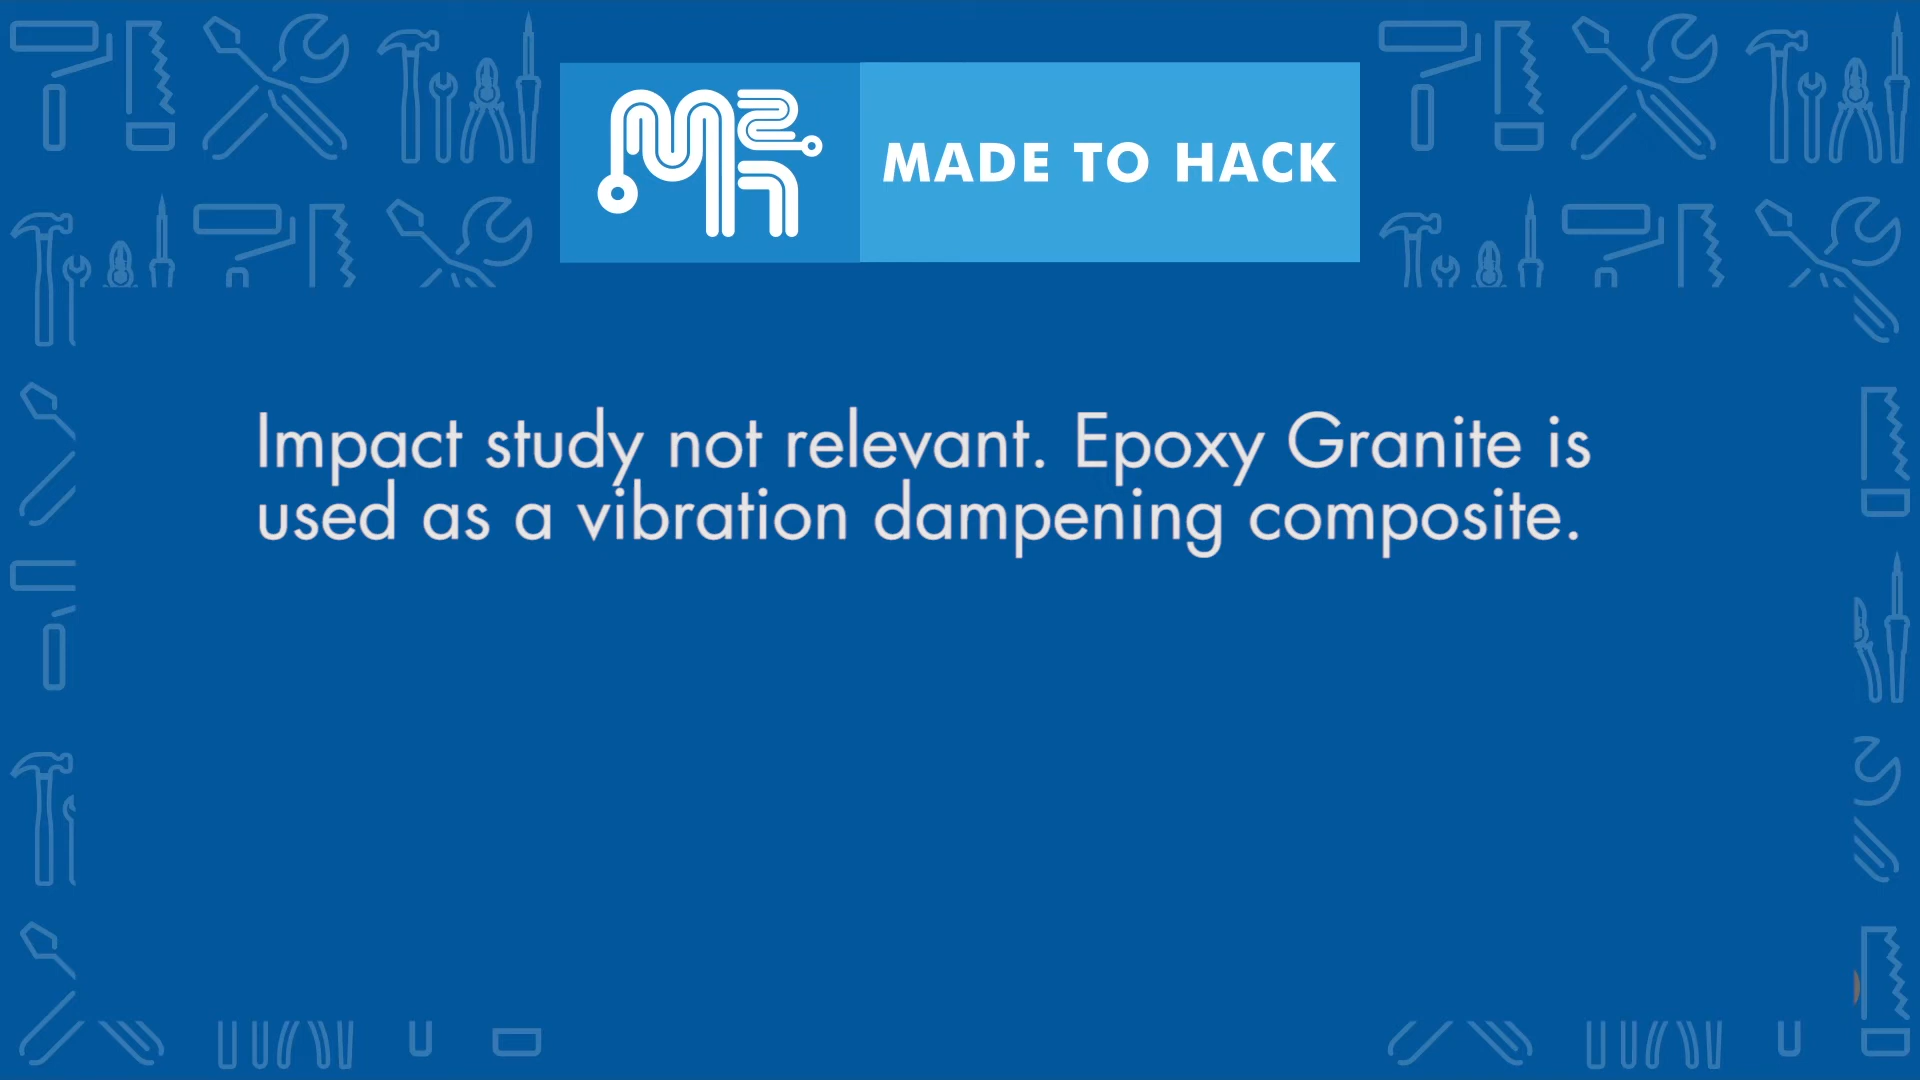 MADE TO HACK
Impact study not relevant. Epoxy Granite is
used as a vibration dampening composite.